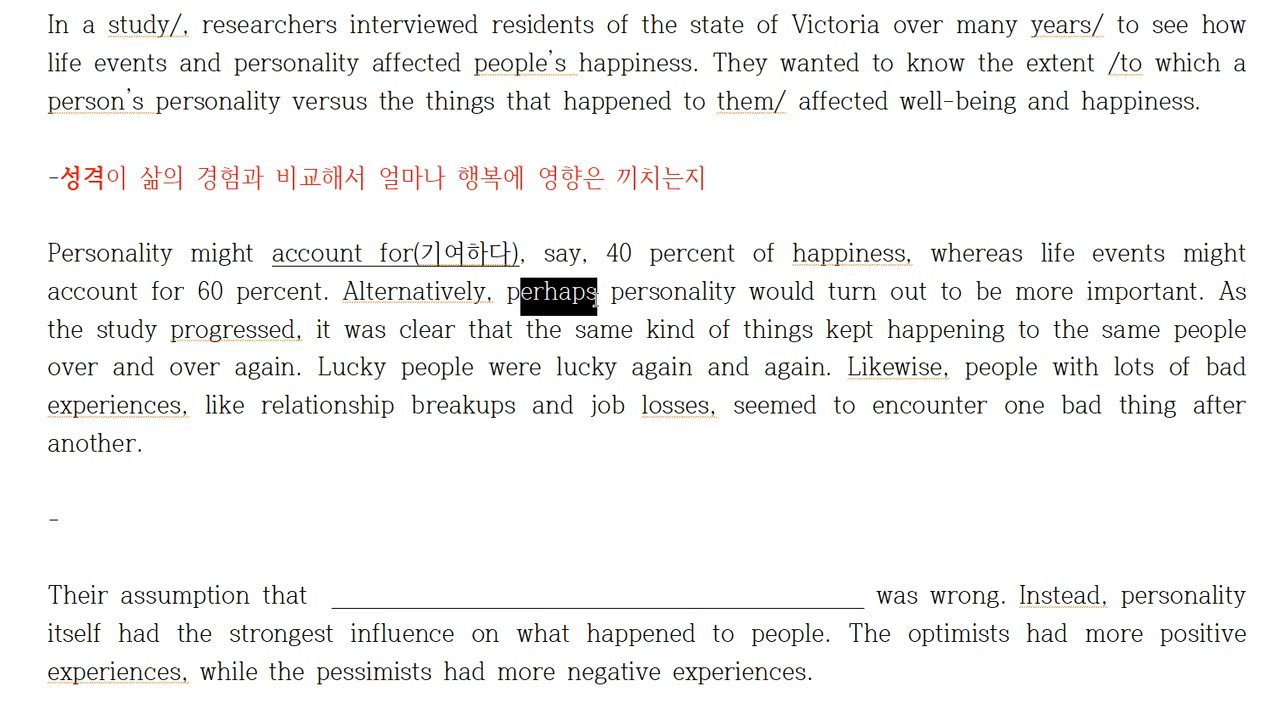 In a study/, researchers interviewed residents of the state of Victoria over many years/ to see how
life events and personality affected people's happiness. They wanted to know the extent /to which a
person's personality versus the things that happened to them/ affected well-being and happiness.
-성격이 삶의 경험과 비교해서 얼마나 행복에 영향은 끼치는지
Personality might account for(기여하다), say, 40 percent of happiness, whereas life events might
account for 60 percent. Alternatively, perhaps personality would turn out to be more important. As
the study progressed, it was clear that the same kind of things kept happening to the same people
over and over again. Lucky people were lucky again and again. Likewise, people with lots of bad
experiences, like relationship breakups and job losses, seemed to encounter one bad thing after
another.
-
Their assumption that ________________________________ was wrong. Instead, personality
itself had the strongest influence on what happened to people. The optimists had more positive
experiences, while the pessimists had more negative experiences.